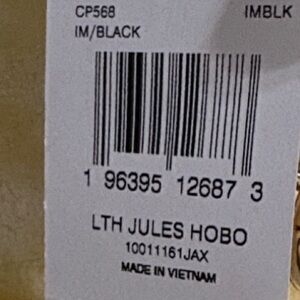 CP568 IMBLK
IM/BLACK
1 96395 12687 3
LTH JULES HOBO
10011161JAX
MADE IN VIETNAM